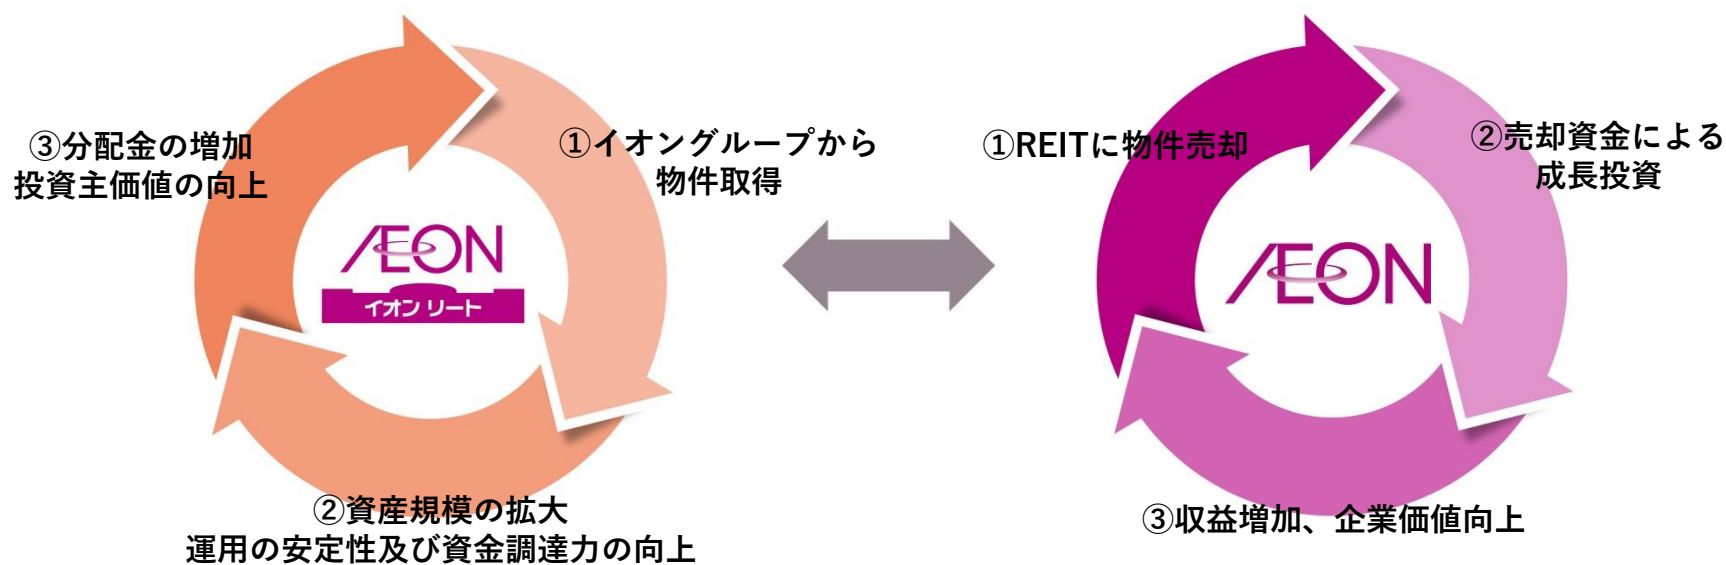 ③分配金の増加
投資主価値の向上
①イオングループから
物件取得
ÆON
イオン リート
②資産規模の拡大
運用の安定性及び資金調達力の向上
①REITに物件売却
②売却資金による
成長投資
ÆON
③収益増加、企業価値向上